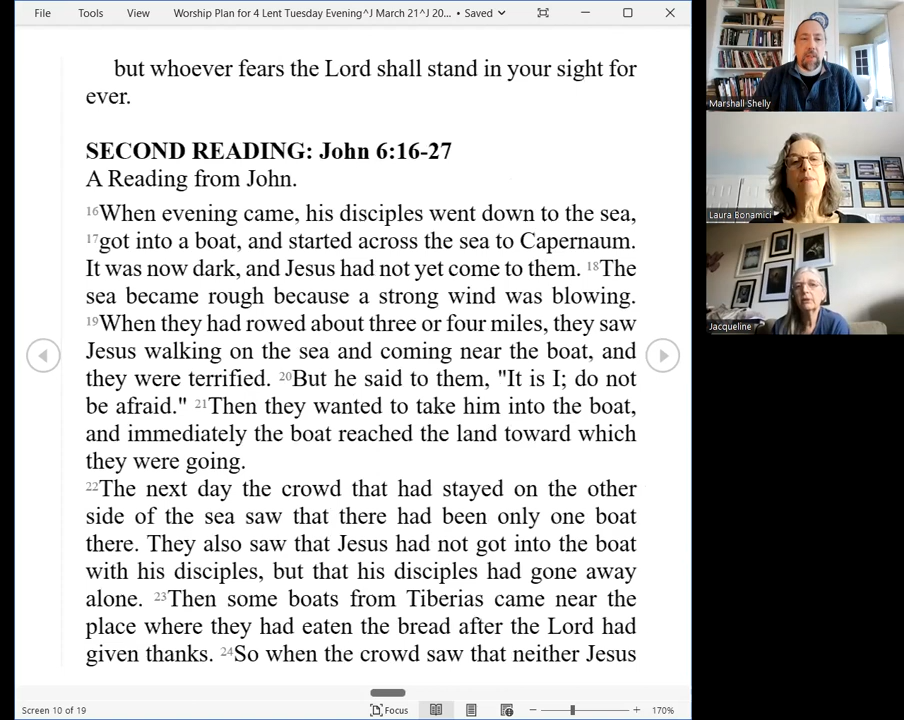 File Tools View Worship Plan for 4 Lent Tuesday Evening^J March 21^J 20... • Saved
but whoever fears the Lord shall stand in your sight for
ever.
SECOND READING: John 6:16-27
A Reading from John.
16When evening came, his disciples went down to the sea,
17got into a boat, and started across the sea to Capernaum.
It was now dark, and Jesus had not yet come to them. 18The
sea became rough because a strong wind was blowing.
19When they had rowed about three or four miles, they saw
Jesus walking on the sea and coming near the boat, and
they were terrified. 20But he said to them, "It is I; do not
be afraid." 21Then they wanted to take him into the boat,
and immediately the boat reached the land toward which
they were going.
22The next day the crowd that had stayed on the other
side of the sea saw that there had been only one boat
there. They also saw that Jesus had not got into the boat
with his disciples, but that his disciples had gone away
alone. 23Then some boats from Tiberias came near the
place where they had eaten the bread after the Lord had
given thanks. 24So when the crowd saw that neither Jesus
Screen 10 of 19 Focus 170%
Marshall Shelly
Laura Bonamici
Jacqueline